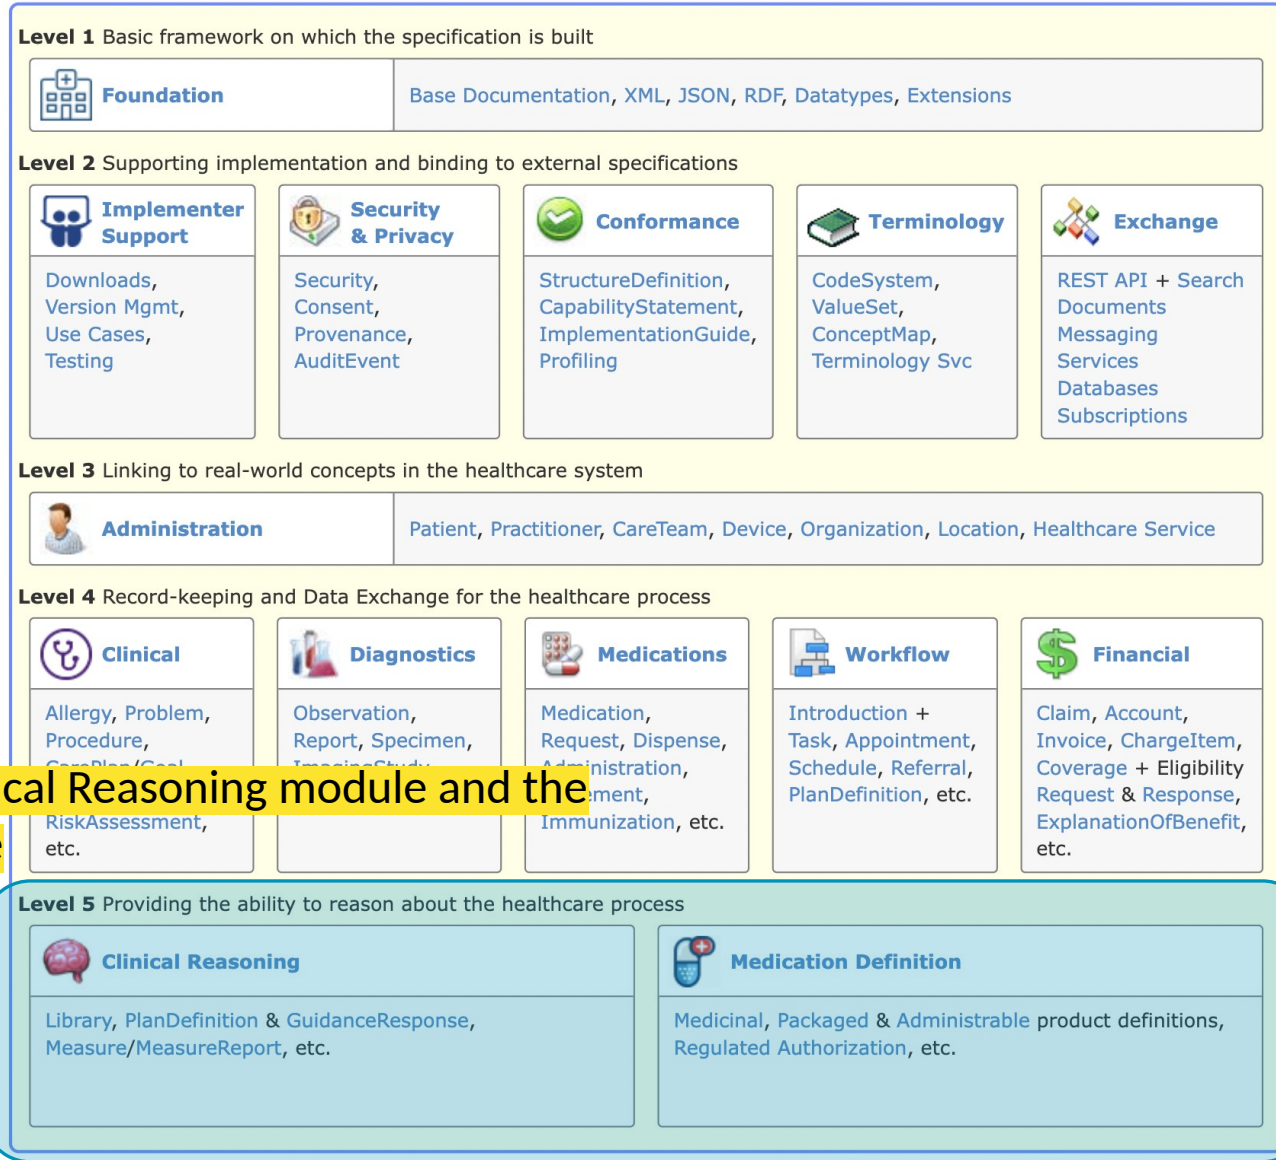 Level 1 Basic framework on which the specification is built
Foundation
Base Documentation, XML, JSON, RDF, Datatypes, Extensions
Level 2 Supporting implementation and binding to external specifications
Implementer
Support
Downloads,
Version Mgmt,
Use Cases,
Testing
Security
& Privacy
Security,
Consent,
Provenance,
AuditEvent
Conformance
StructureDefinition,
CapabilityStatement,
ImplementationGuide,
Profiling
Terminology
CodeSystem,
ValueSet,
ConceptMap,
Terminology Svc
Exchange
REST API + Search
Documents
Messaging
Services
Databases
Subscriptions
Level 3 Linking to real-world concepts in the healthcare system
Administration
Patient, Practitioner, CareTeam, Device, Organization, Location, Healthcare Service
Level 4 Record-keeping and Data Exchange for the healthcare process
Clinical
Allergy, Problem,
Procedure,
RiskAssessment,
etc.
Diagnostics
Observation,
Report, Specimen,
Medications
Medication,
Request, Dispense,
Immunization, etc.
Workflow
Introduction +
Task, Appointment,
Schedule, Referral,
PlanDefinition, etc.
Financial
Claim, Account,
Invoice, ChargeItem,
Coverage + Eligibility
Request & Response,
ExplanationOfBenefit,
etc.
cal Reasoning module and the
Level 5 Providing the ability to reason about the healthcare process
Clinical Reasoning
Library, PlanDefinition & GuidanceResponse,
Measure/MeasureReport, etc.
Medication Definition
Medicinal, Packaged & Administrable product definitions,
Regulated Authorization, etc.